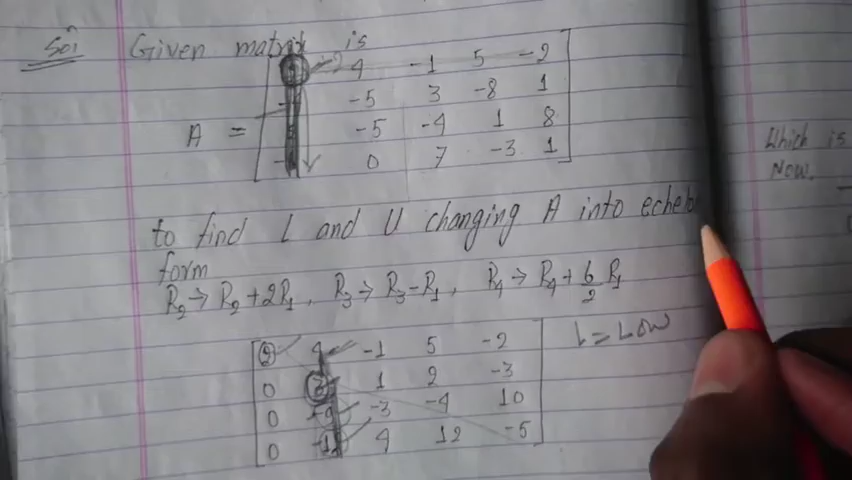 Sol Given matrix is
4 -1 5 -2
-5 3 -8 1
A = -5 -4 1 8
0 7 -3 1
to find L and U changing A into echelo
form
R2 → R2 + 2R1, R3 → R3 - R1, R4 → R4 + 6/2 R1
2 4 -1 5 -2
L = Low
0 3 1 2 -3
0 -9 -3 -4 10
0 4 12 -5
Which is
Now.